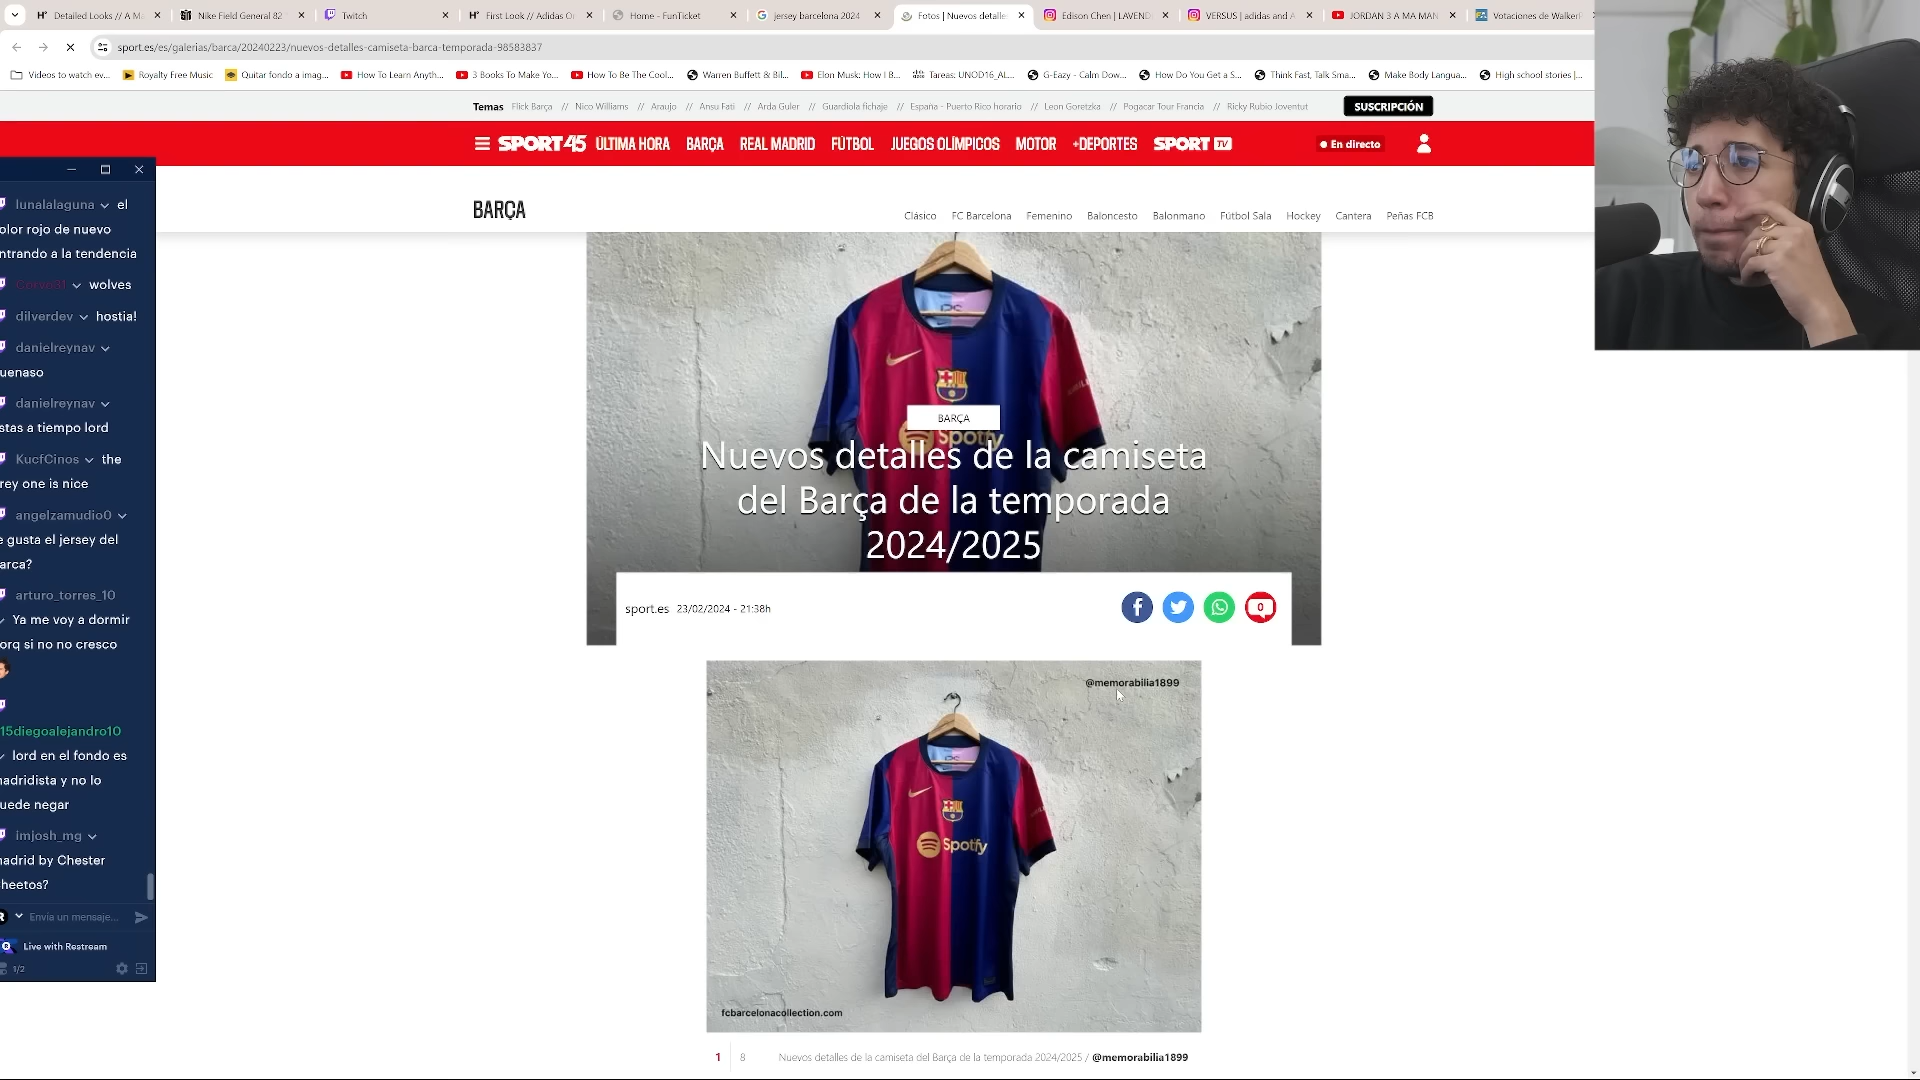 Detailed Looks // A Ma
Nike Field General 82
Twitch
First Look // Adidas Or
Home - FunTicket
jersey barcelona 2024
Fotos | Nuevos detalles
Edison Chen | LAVEND
VERSUS | adidas and A
JORDAN 3 A MA MAN
Votaciones de Walker
sport.es/es/galerias/barca/20240223/nuevos-detalles-camiseta-barca-temporada-98583837
Videos to watch ev...
Royalty Free Music
Quitar fondo a imag...
How To Learn Anyth...
3 Books To Make Yo...
How To Be The Cool...
Warren Buffett & Bil...
Elon Musk: How I B...
Tareas: UNOD16_AL...
G-Eazy - Calm Dow...
How Do You Get a S...
Think Fast, Talk Sma...
Make Body Langua...
High school stories |...
Temas Flick Barça // Nico Williams // Araujo // Ansu Fati // Arda Guler // Guardiola fichaje // España - Puerto Rico horario // Leon Goretzka // Pogacar Tour Francia // Ricky Rubio Joventut
SUSCRIPCIÓN
SPORT 45 ÚLTIMA HORA BARÇA REAL MADRID FÚTBOL JUEGOS OLÍMPICOS MOTOR +DEPORTES SPORT TV En directo
BARÇA
Clásico FC Barcelona Femenino Baloncesto Balonmano Fútbol Sala Hockey Cantera Peñas FCB
lunalalaguna el
olor rojo de nuevo
ntrando a la tendencia
wolves
dilverdev hostia!
danielreynav
uenaso
danielreynav
stas a tiempo lord
KucfCinos the
rey one is nice
angelzamudio0
e gusta el jersey del
arca?
arturo_torres_10
Ya me voy a dormir
orq si no no cresco
15diegoalejandro10
lord en el fondo es
nadridista y no lo
uede negar
imjosh_mg
nadrid by Chester
heetos?
Envía un mensaje...
Live with Restream
1/2
Spotify
BARÇA
Nuevos detalles de la camiseta
del Barça de la temporada
2024/2025
sport.es 23/02/2024 - 21:38h
0
@memorabilia1899
Spotify
fcbarcelonacollection.com
1 8 Nuevos detalles de la camiseta del Barça de la temporada 2024/2025 / @memorabilia1899